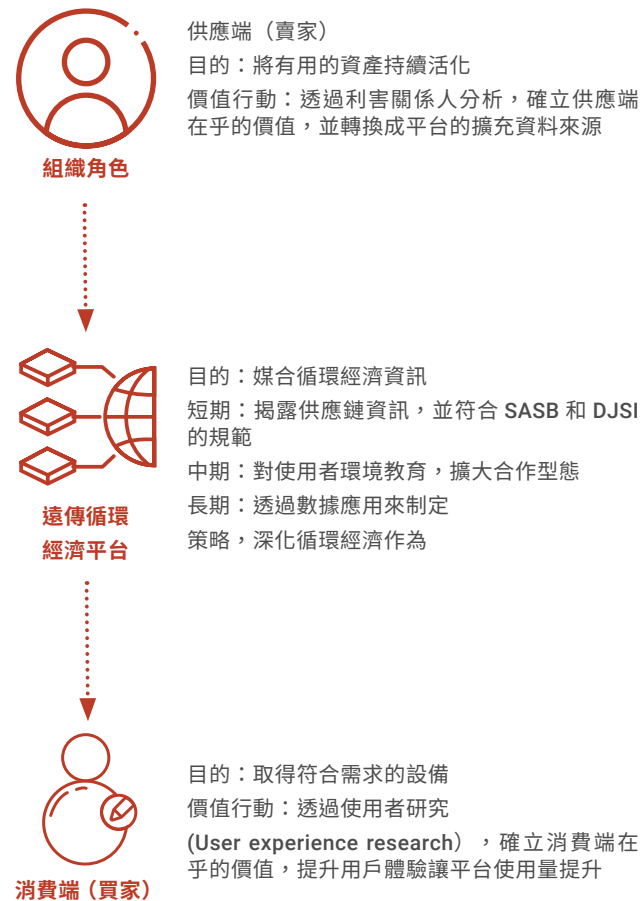 供應端（賣家）
目的：將有用的資產持續活化
價值行動：透過利害關係人分析，確立供應端
在乎的價值，並轉換成平台的擴充資料來源
組織角色
目的：媒合循環經濟資訊
短期：揭露供應鏈資訊，並符合 SASB 和 DJSI
的規範
中期：對使用者環境教育，擴大合作型態
長期：透過數據應用來制定
策略，深化循環經濟作為
遠傳循環
經濟平台
目的：取得符合需求的設備
價值行動：透過使用者研究
(User experience research），確立消費端在
乎的價值，提升用戶體驗讓平台使用量提升
消費端（買家）